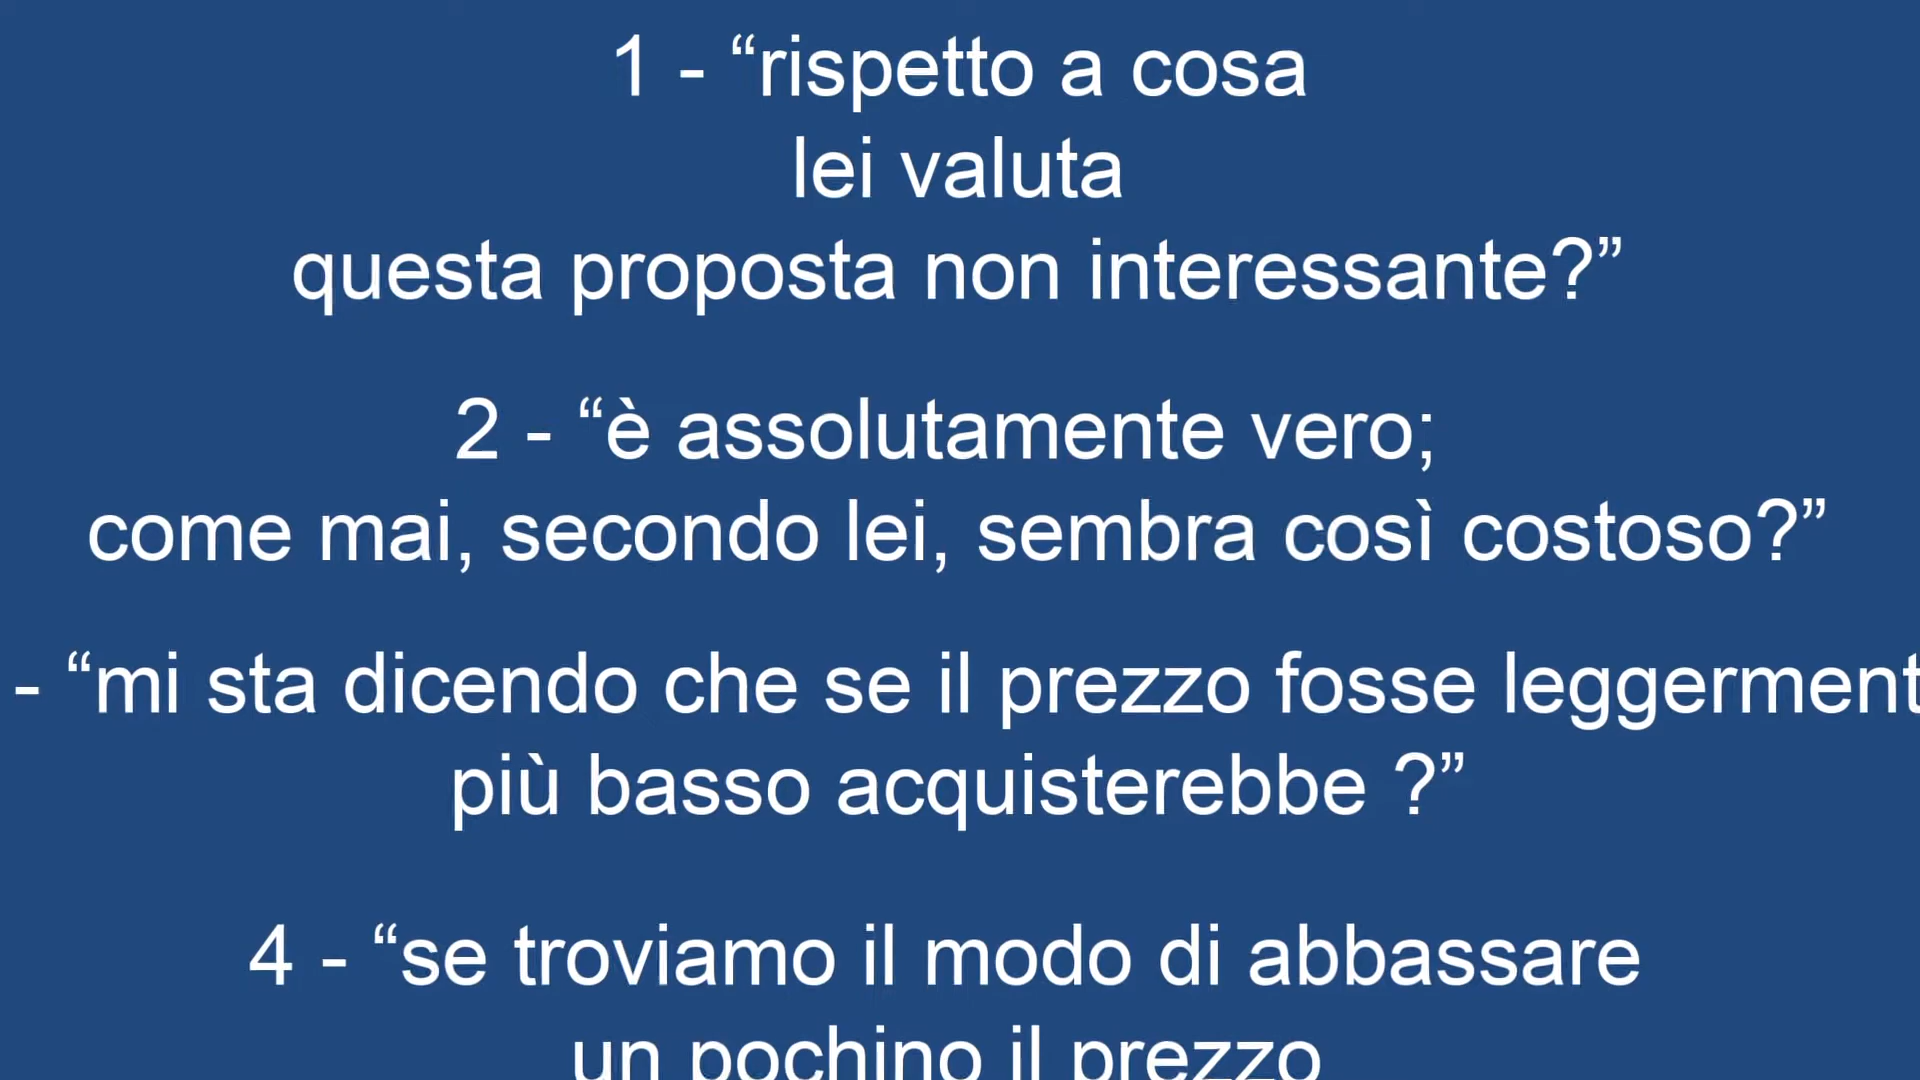 1 - “rispetto a cosa
lei valuta
questa proposta non interessante?”
2 - “è assolutamente vero;
come mai, secondo lei, sembra così costoso?”
- “mi sta dicendo che se il prezzo fosse leggerment
più basso acquisterebbe ?”
4 - “se troviamo il modo di abbassare
un pochino il prezzo